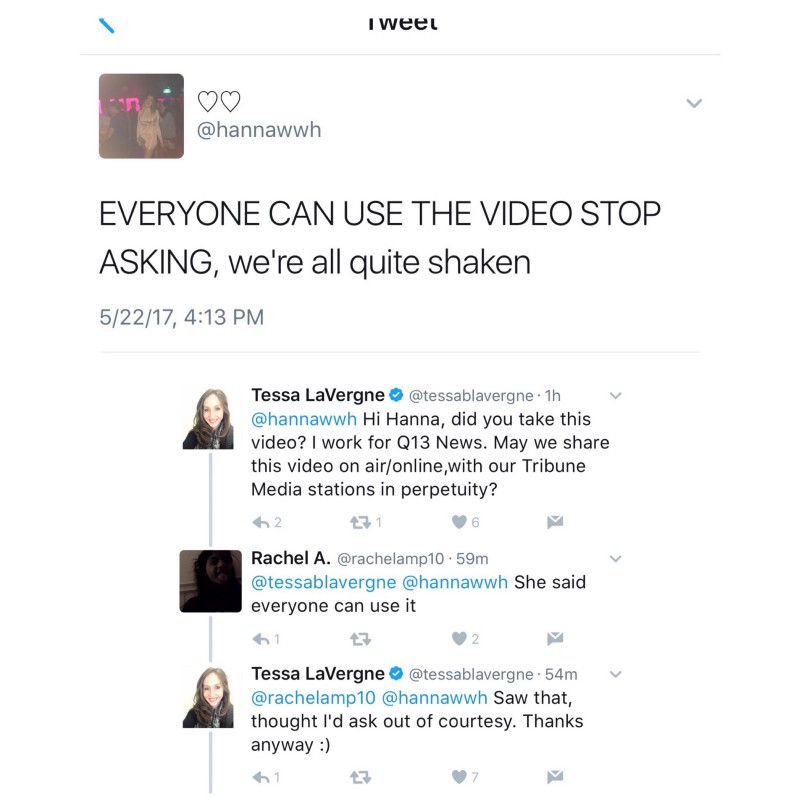 Tweet
♡♡
@hannawwh
EVERYONE CAN USE THE VIDEO STOP
ASKING, we're all quite shaken
5/22/17, 4:13 PM
Tessa LaVergne @tessablavergne · 1h
@hannawwh Hi Hanna, did you take this
video? I work for Q13 News. May we share
this video on air/online,with our Tribune
Media stations in perpetuity?
2 1 6
Rachel A. @rachelamp10 · 59m
@tessablavergne @hannawwh She said
everyone can use it
1 2
Tessa LaVergne @tessablavergne · 54m
@rachelamp10 @hannawwh Saw that,
thought I'd ask out of courtesy. Thanks
anyway :)
1 7